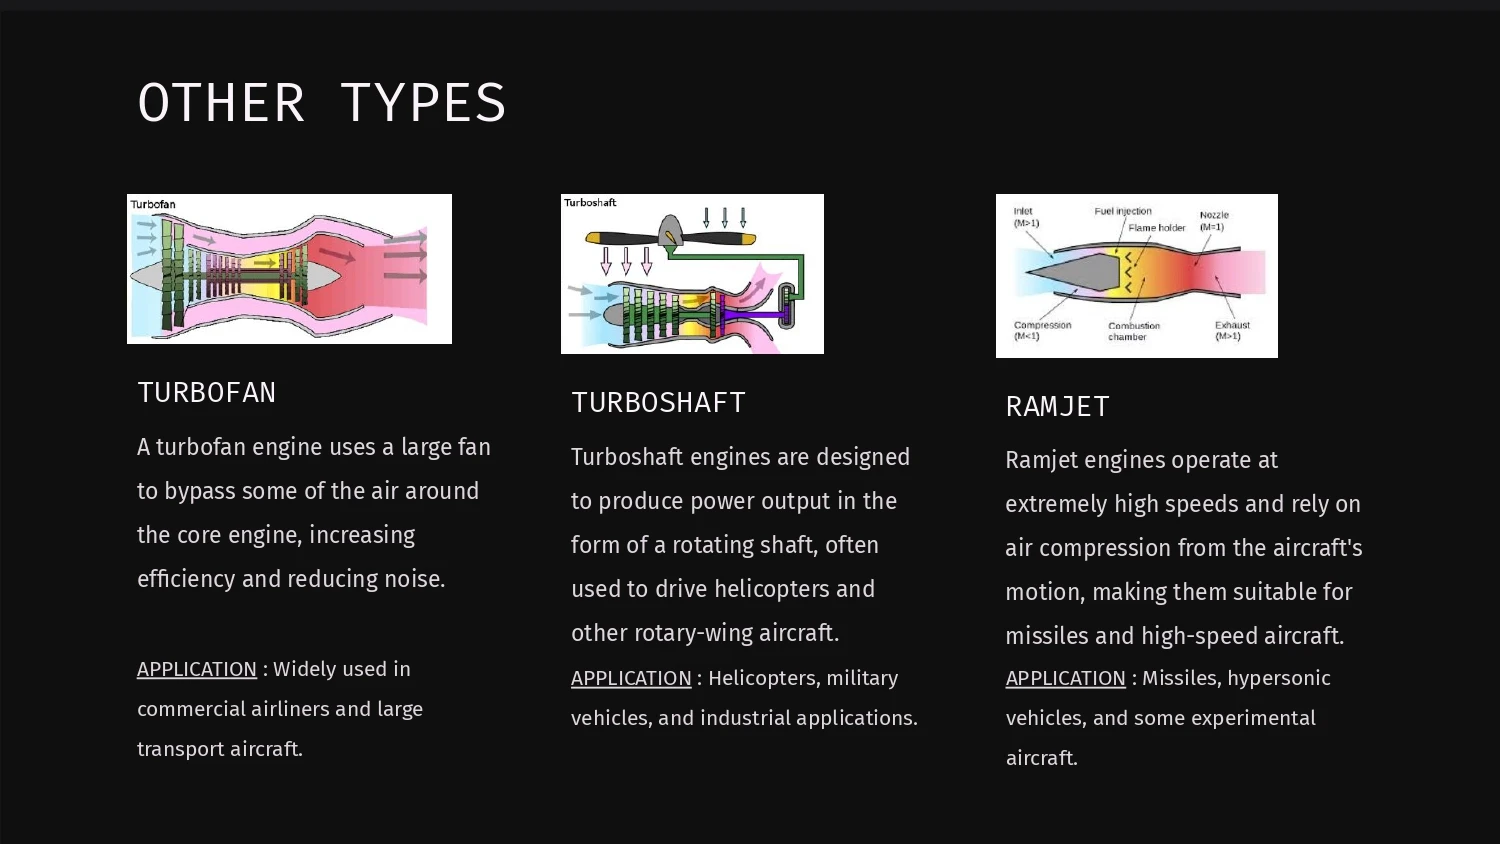 OTHER TYPES
Turbofan
TURBOFAN
A turbofan engine uses a large fan
to bypass some of the air around
the core engine, increasing
efficiency and reducing noise.
APPLICATION : Widely used in
commercial airliners and large
transport aircraft.
Turboshaft
TURBOSHAFT
Turboshaft engines are designed
to produce power output in the
form of a rotating shaft, often
used to drive helicopters and
other rotary-wing aircraft.
APPLICATION : Helicopters, military
vehicles, and industrial applications.
Inlet
(M>1)
Fuel injection
Flame holder
Nozzle
(M=1)
Compression
(M<1)
Combustion
chamber
Exhaust
(M>1)
RAMJET
Ramjet engines operate at
extremely high speeds and rely on
air compression from the aircraft's
motion, making them suitable for
missiles and high-speed aircraft.
APPLICATION : Missiles, hypersonic
vehicles, and some experimental
aircraft.